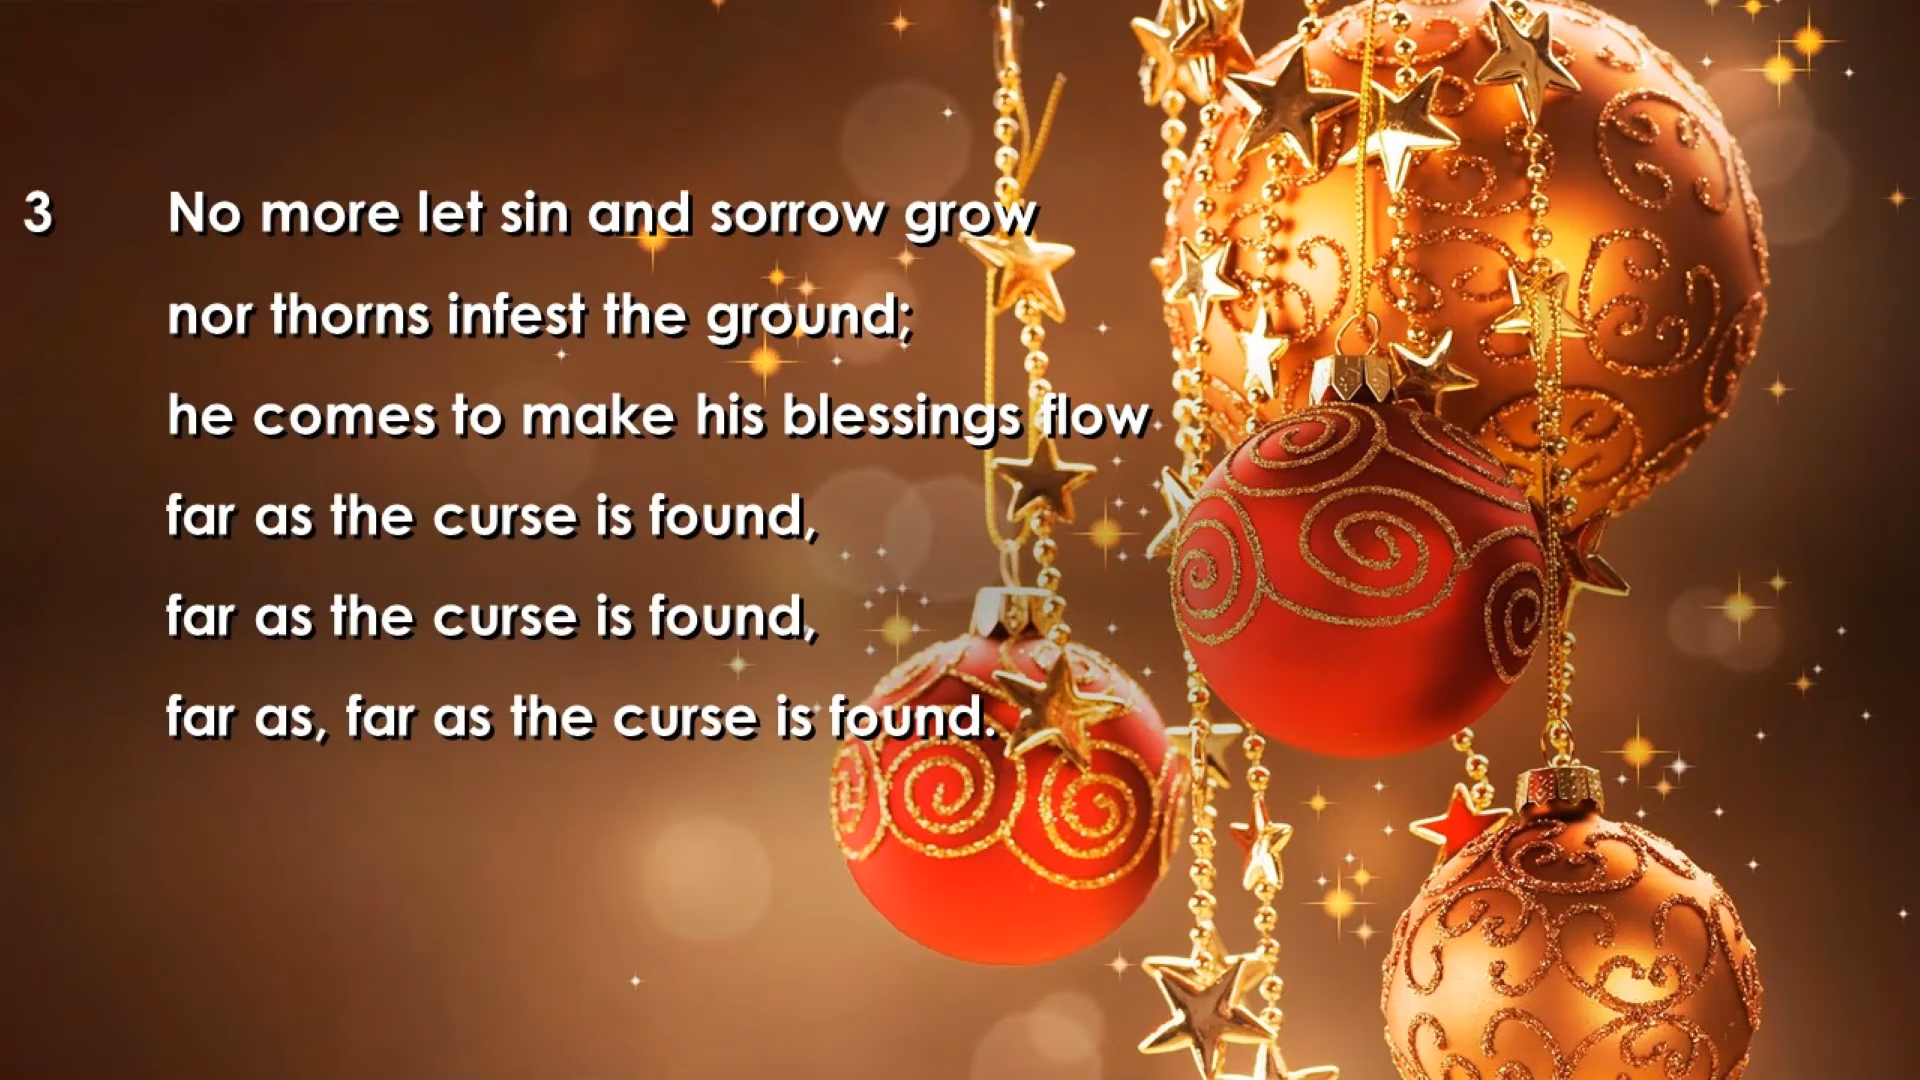 3 No more let sin and sorrow grow
nor thorns infest the ground;
he comes to make his blessings flow
far as the curse is found,
far as the curse is found,
far as, far as the curse is found.